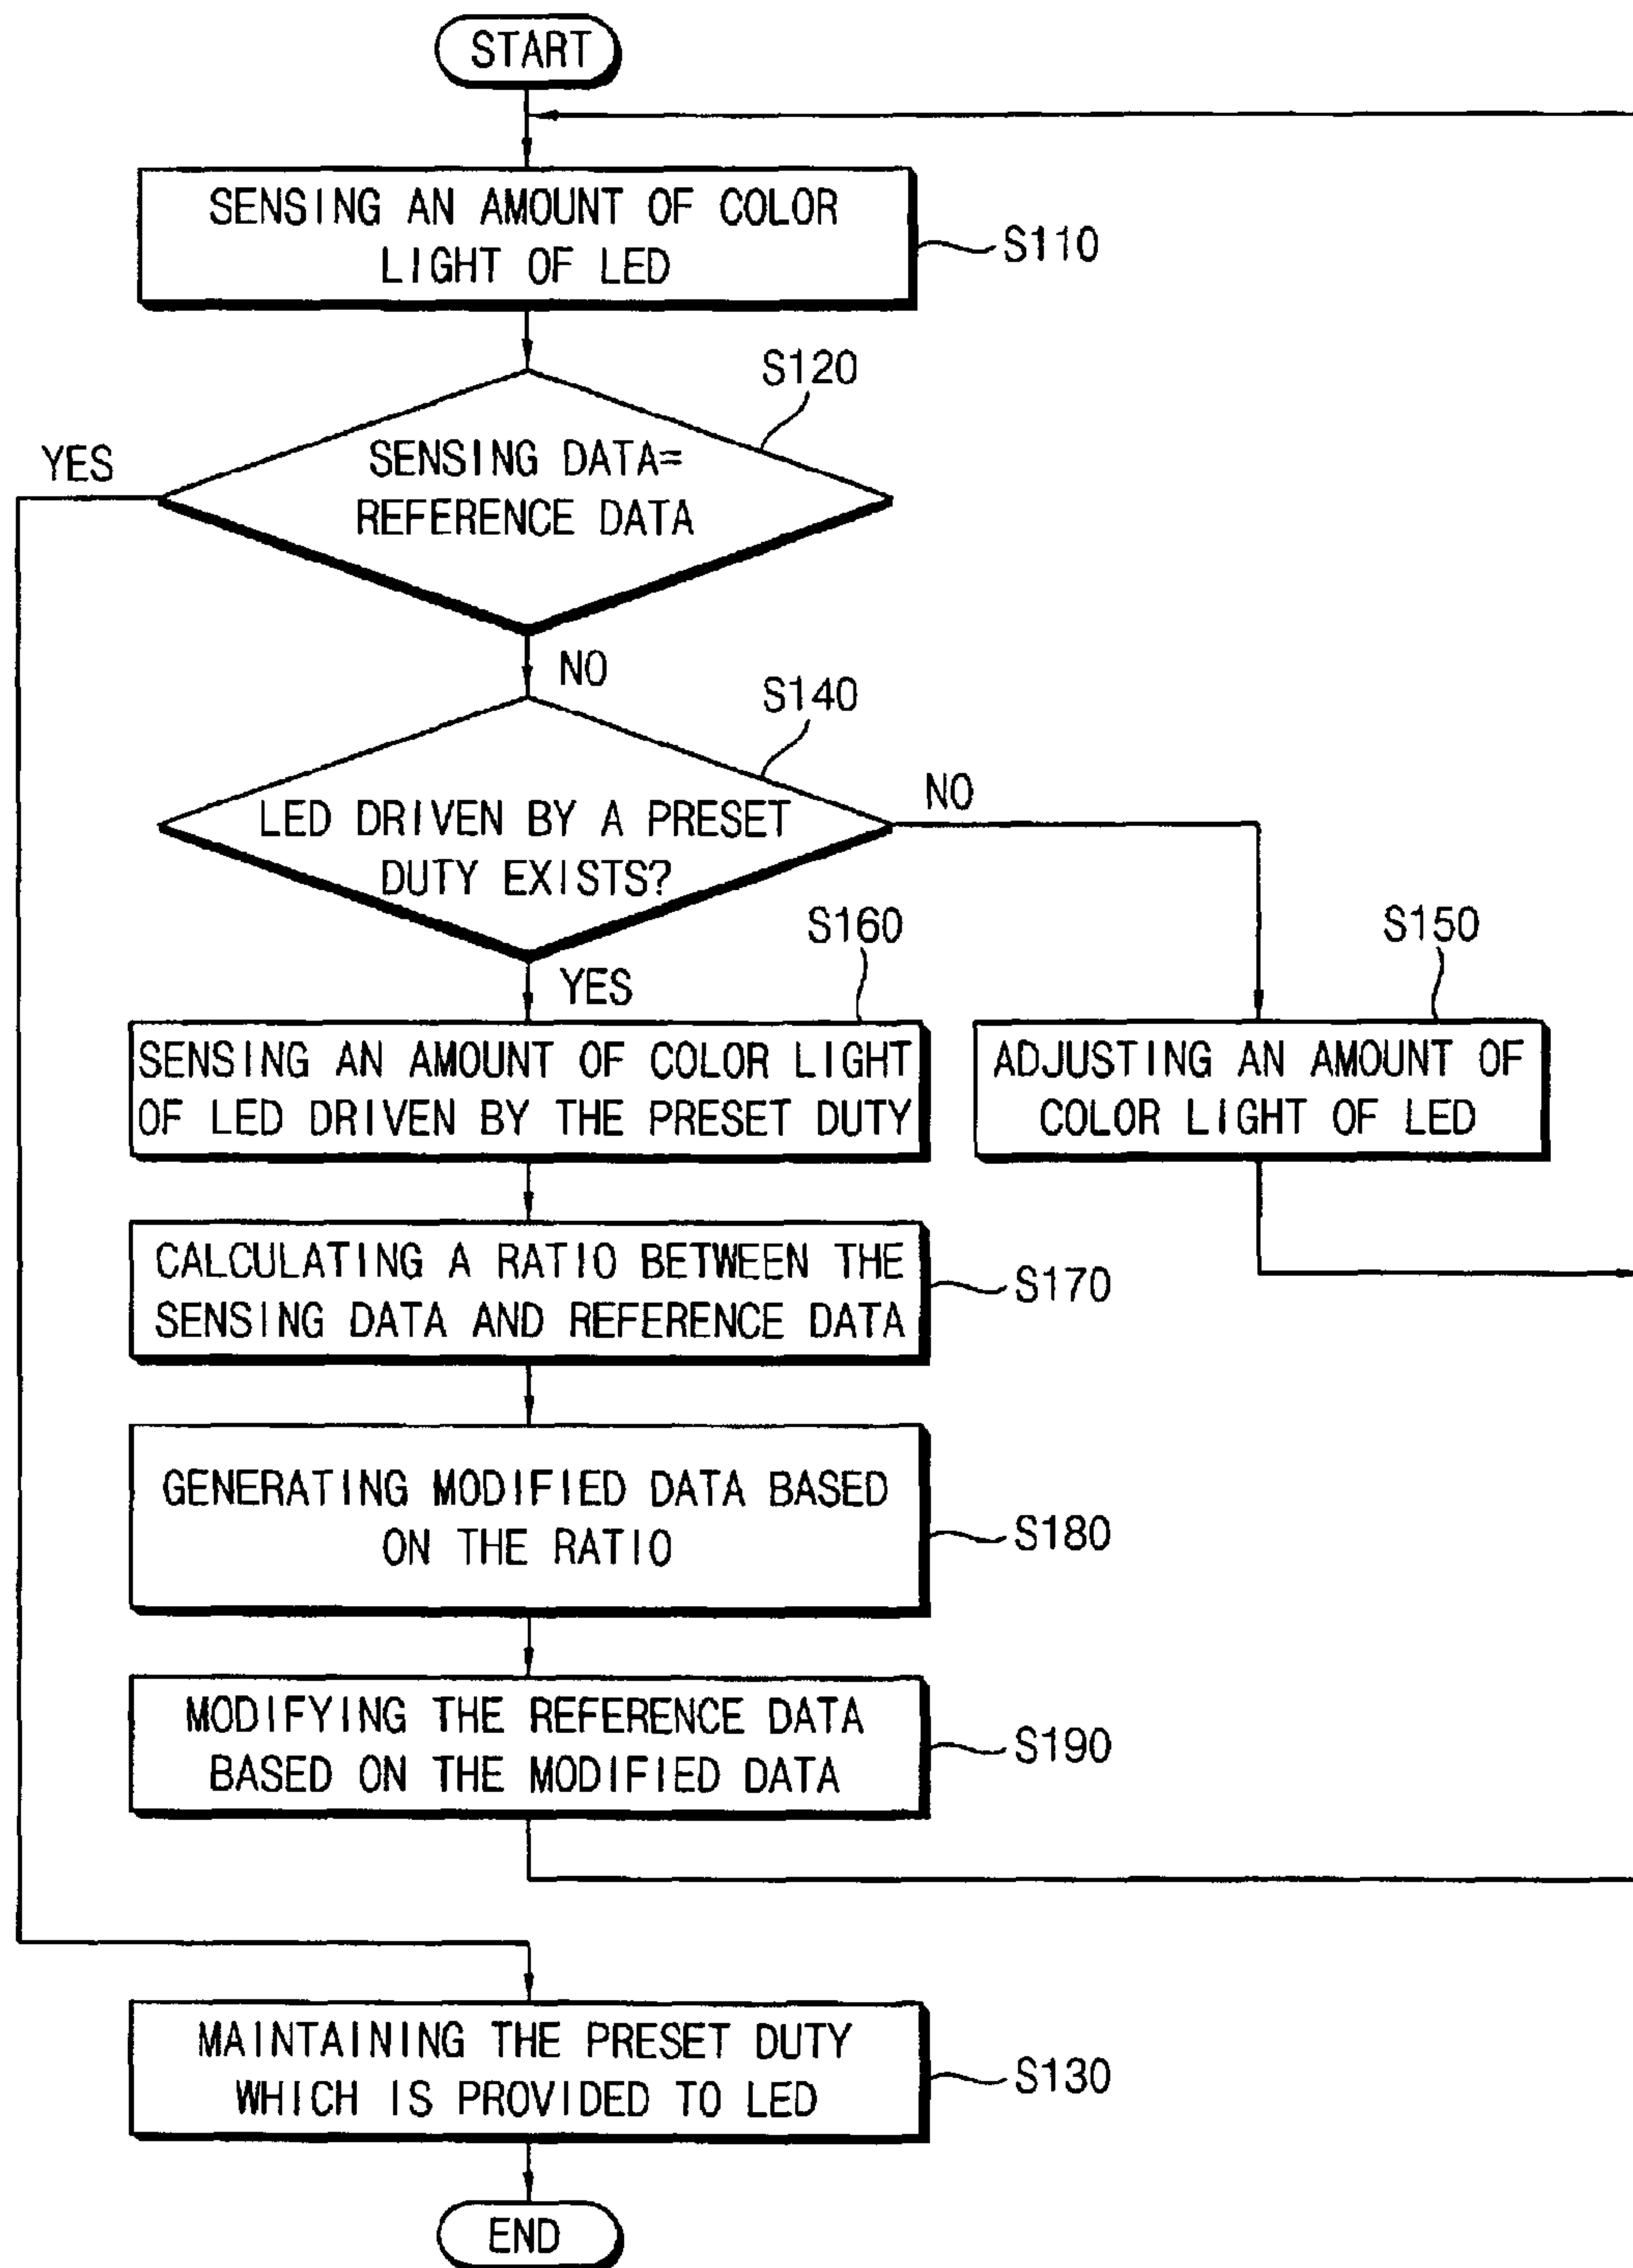 START
SENSING AN AMOUNT OF COLOR
LIGHT OF LED
S110
S120
YES
SENSING DATA=
REFERENCE DATA
NO
S140
NO
LED DRIVEN BY A PRESET
DUTY EXISTS?
S160
S150
YES
SENSING AN AMOUNT OF COLOR LIGHT
OF LED DRIVEN BY THE PRESET DUTY
ADJUSTING AN AMOUNT OF
COLOR LIGHT OF LED
CALCULATING A RATIO BETWEEN THE
SENSING DATA AND REFERENCE DATA
S170
GENERATING MODIFIED DATA BASED
ON THE RATIO
S180
MODIFYING THE REFERENCE DATA
BASED ON THE MODIFIED DATA
S190
MAINTAINING THE PRESET DUTY
WHICH IS PROVIDED TO LED
S130
END